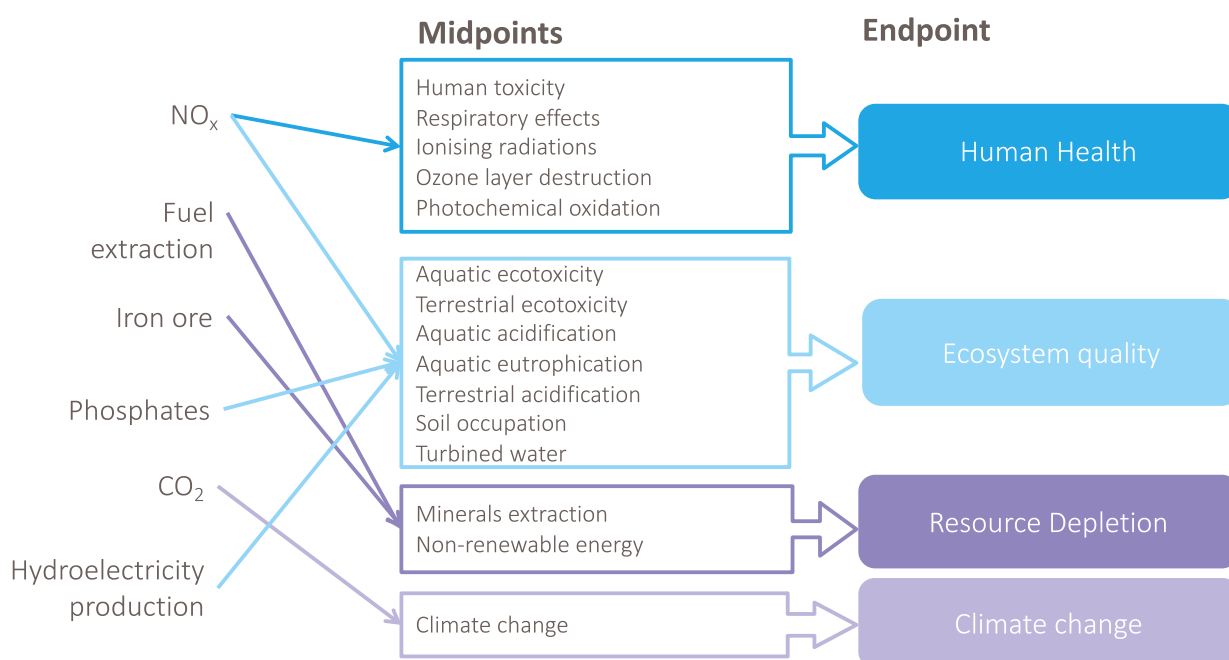 Midpoints
Endpoint
NOₓ
Fuel
extraction
Iron ore
Phosphates
CO₂
Hydroelectricity
production
Human toxicity
Respiratory effects
Ionising radiations
Ozone layer destruction
Photochemical oxidation
Aquatic ecotoxicity
Terrestrial ecotoxicity
Aquatic acidification
Aquatic eutrophication
Terrestrial acidification
Soil occupation
Turbined water
Minerals extraction
Non-renewable energy
Climate change
Human Health
Ecosystem quality
Resource Depletion
Climate change